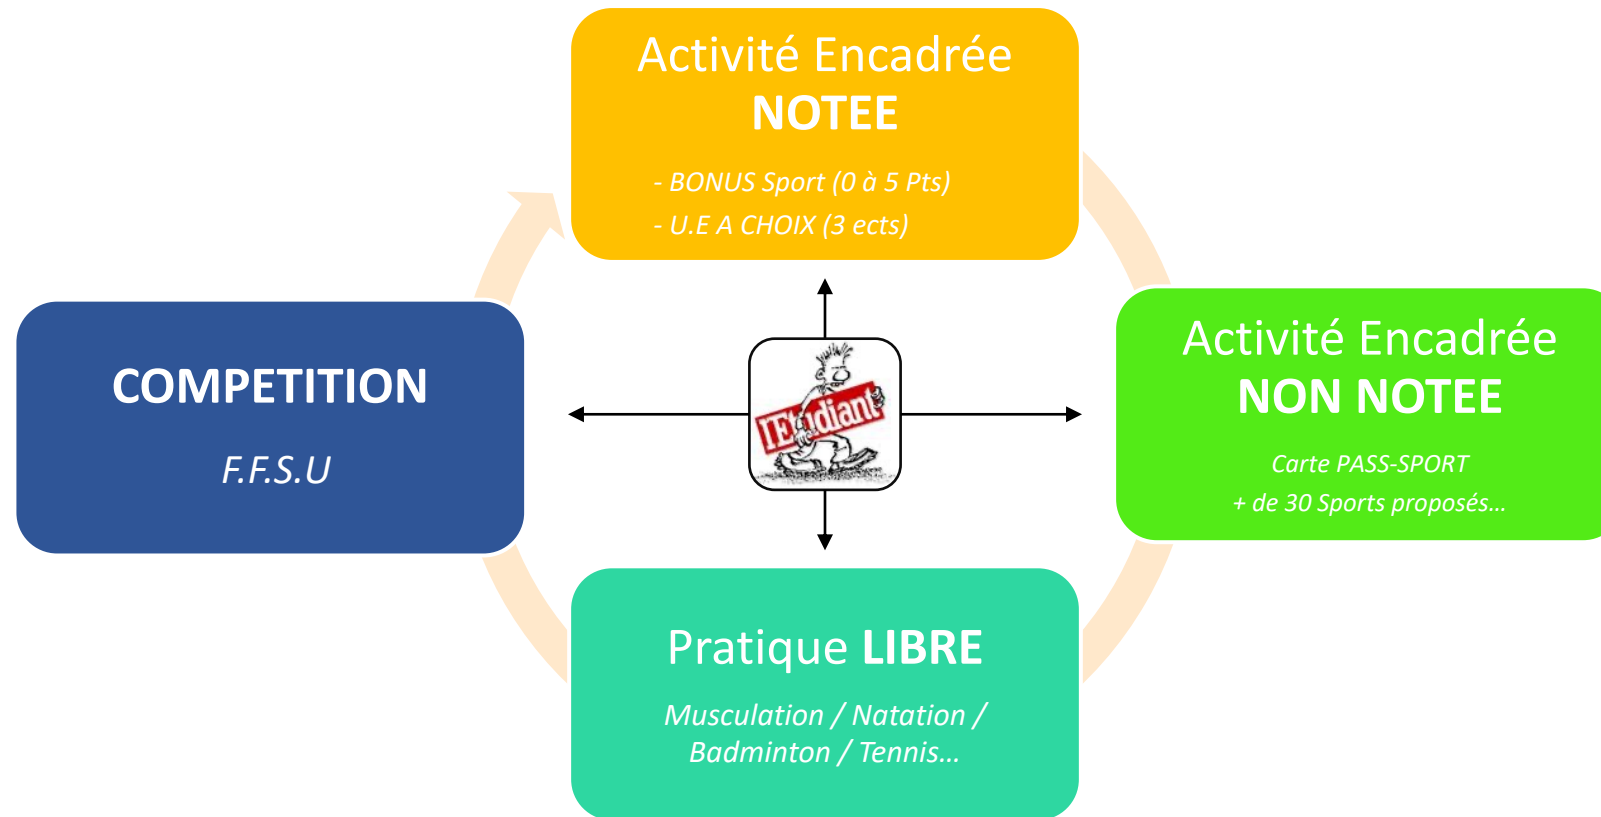 Activité Encadrée
NOTEE
- BONUS Sport (0 à 5 Pts)
- U.E A CHOIX (3 ects)
COMPETITION
F.F.S.U
l'Etudiant
Activité Encadrée
NON NOTEE
Carte PASS-SPORT
+ de 30 Sports proposés...
Pratique LIBRE
Musculation / Natation /
Badminton / Tennis...